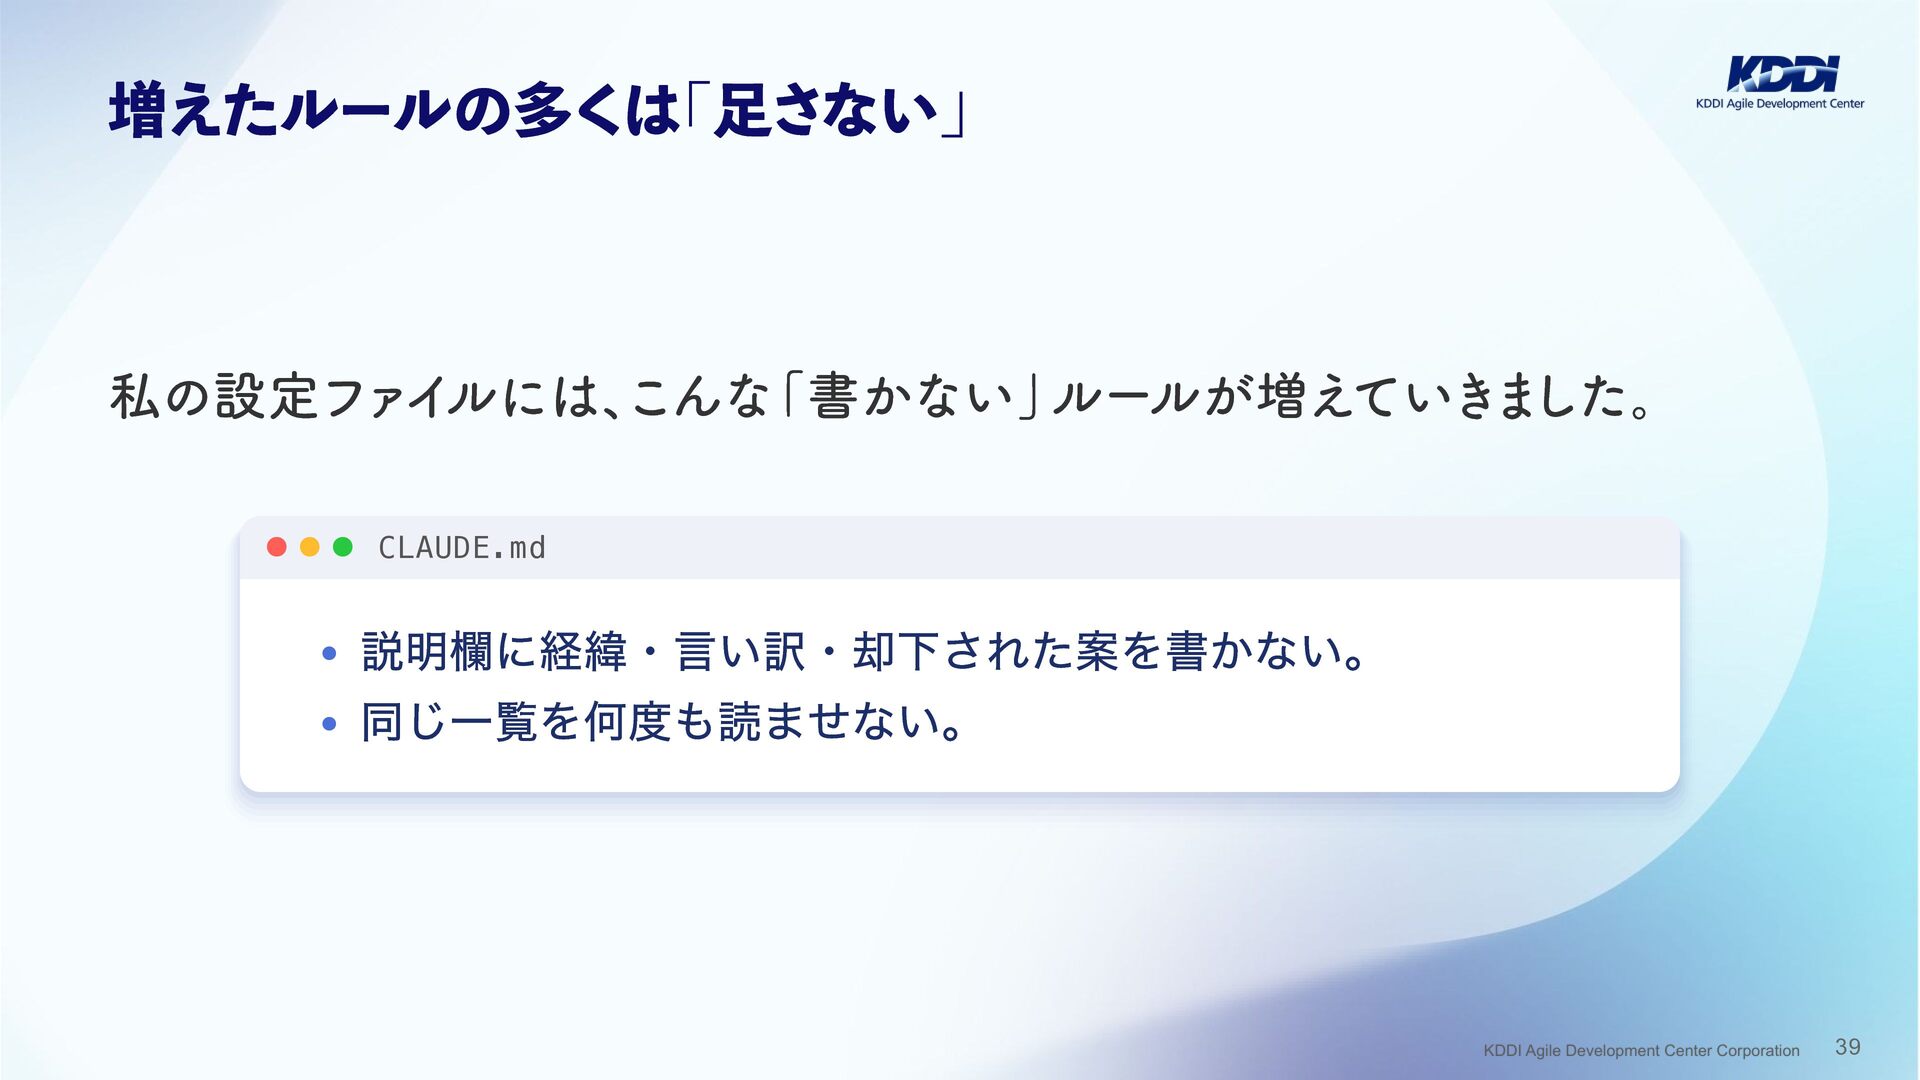 増えたルールの多くは「足さない」
KDDI
KDDI Agile Development Center
私の設定ファイルには、こんな「書かない」ルールが増えていきました。
CLAUDE.md
• 説明欄に経緯・言い訳・却下された案を書かない。
• 同じ一覧を何度も読ませない。
KDDI Agile Development Center Corporation
39